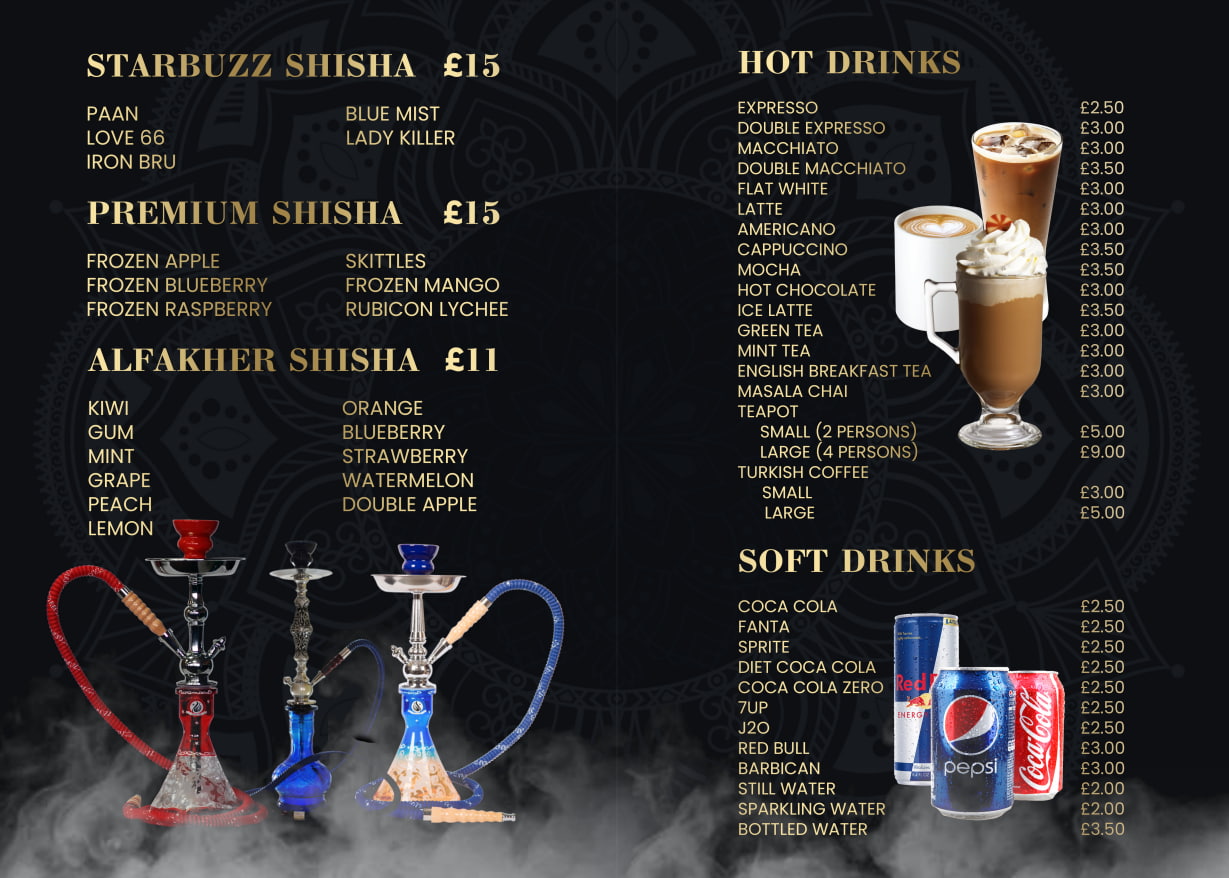 STARBUZZ SHISHA £15
PAAN
LOVE 66
IRON BRU
BLUE MIST
LADY KILLER
PREMIUM SHISHA £15
FROZEN APPLE
FROZEN BLUEBERRY
FROZEN RASPBERRY
SKITTLES
FROZEN MANGO
RUBICON LYCHEE
ALFAKHER SHISHA £11
KIWI
GUM
MINT
GRAPE
PEACH
LEMON
ORANGE
BLUEBERRY
STRAWBERRY
WATERMELON
DOUBLE APPLE
HOT DRINKS
EXPRESSO £2.50
DOUBLE EXPRESSO £3.00
MACCHIATO £3.00
DOUBLE MACCHIATO £3.50
FLAT WHITE £3.00
LATTE £3.00
AMERICANO £3.00
CAPPUCCINO £3.50
MOCHA £3.50
HOT CHOCOLATE £3.00
ICE LATTE £3.50
GREEN TEA £3.00
MINT TEA £3.00
ENGLISH BREAKFAST TEA £3.00
MASALA CHAI £3.00
TEAPOT
SMALL (2 PERSONS) £5.00
LARGE (4 PERSONS) £9.00
TURKISH COFFEE
SMALL £3.00
LARGE £5.00
SOFT DRINKS
COCA COLA £2.50
FANTA £2.50
SPRITE £2.50
DIET COCA COLA £2.50
COCA COLA ZERO £2.50
7UP £2.50
J2O £2.50
RED BULL £3.00
BARBICAN £3.00
STILL WATER £2.00
SPARKLING WATER £2.00
BOTTLED WATER £3.50
Red
ENERG
pepsi
Coca-Cola